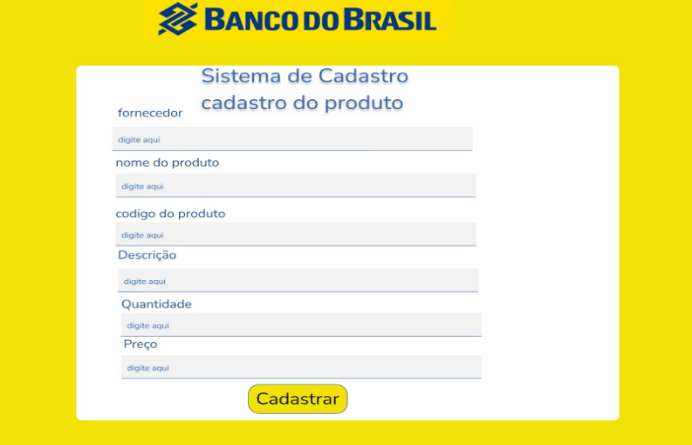 BANCO DO BRASIL
Sistema de Cadastro
cadastro do produto
fornecedor
digite aqui
nome do produto
digite aqui
codigo do produto
digite aqui
Descrição
digite aqui
Quantidade
digite aqui
Preço
digite aqui
Cadastrar